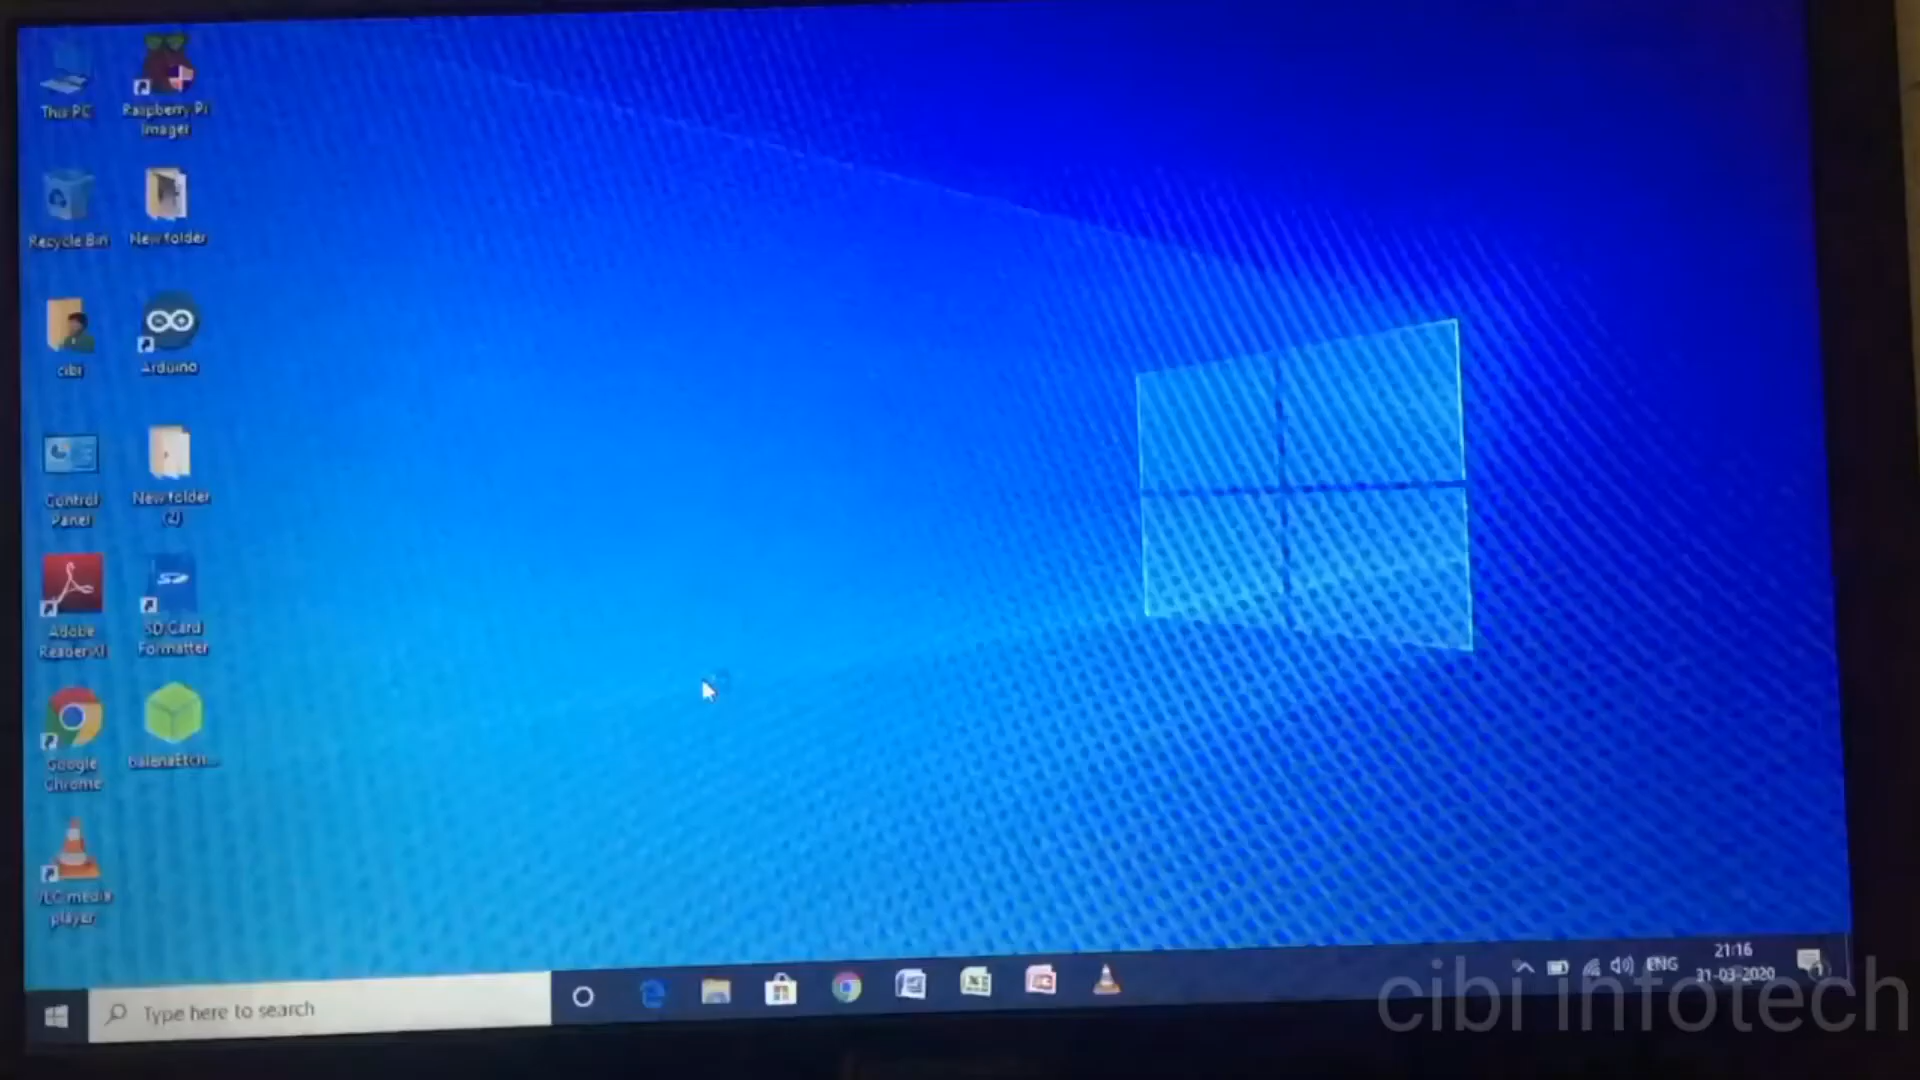 This PC
Raspberry Pi
Imager
Recycle Bin
New folder
cibi
Arduino
Control
Panel
New folder
(2)
Adobe
Reader XI
SD Card
Formatter
Google
Chrome
balenaEtch...
VLC media
player
Type here to search
ENG
21:16
31-03-2020
cibi infotech